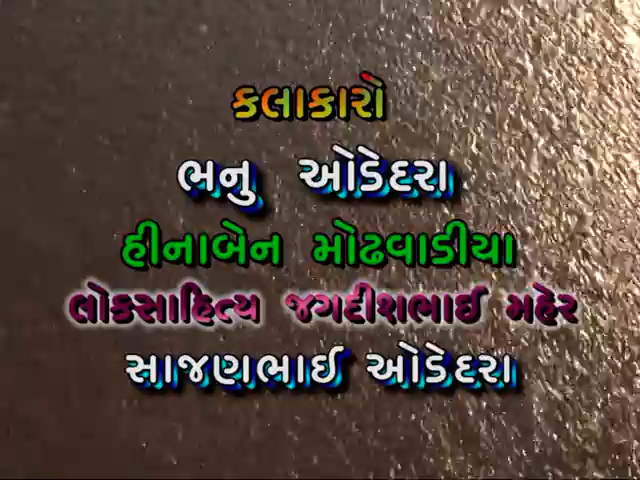 કલાકારો
ભનુ ઓડેદરા
હીનાબેન મોઢવાડીયા
લોકસાહિત્ય જગદીશભાઈ મહેર
સાજણભાઈ ઓડેદરા